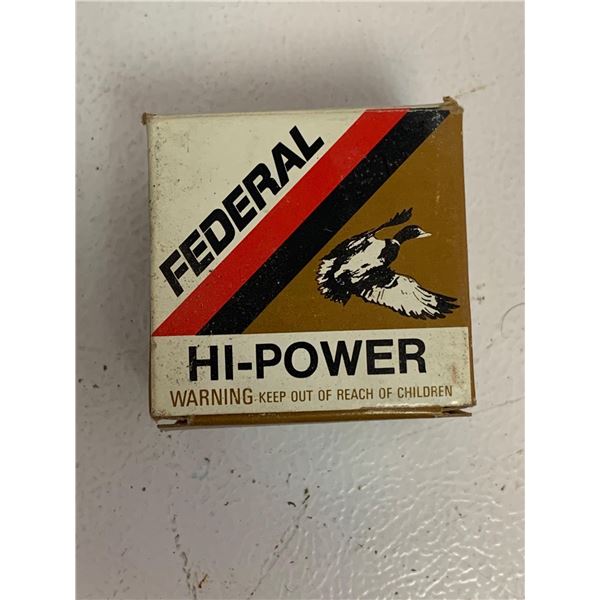 FEDERAL
HI-POWER
WARNING KEEP OUT OF REACH OF CHILDREN